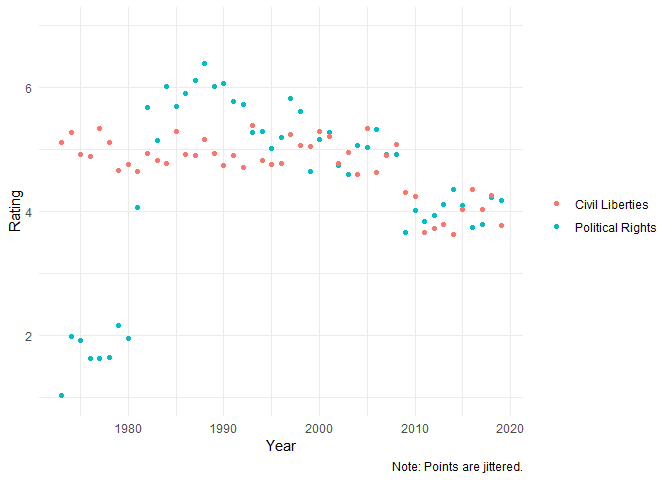 Rating
6
4
2
1980
1990
2000
2010
2020
Year
Civil Liberties
Political Rights
Note: Points are jittered.